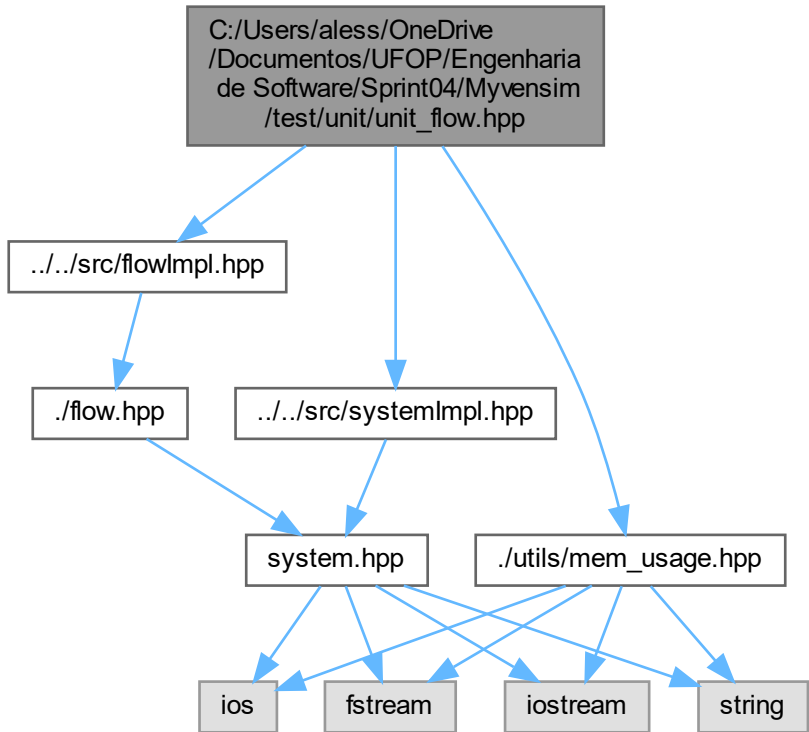 C:/Users/aless/OneDrive
/Documentos/UFOP/Engenharia
de Software/Sprint04/Myvensim
/test/unit/unit_flow.hpp
../../src/flowImpl.hpp
./flow.hpp
../../src/systemImpl.hpp
system.hpp
./utils/mem_usage.hpp
ios
fstream
iostream
string